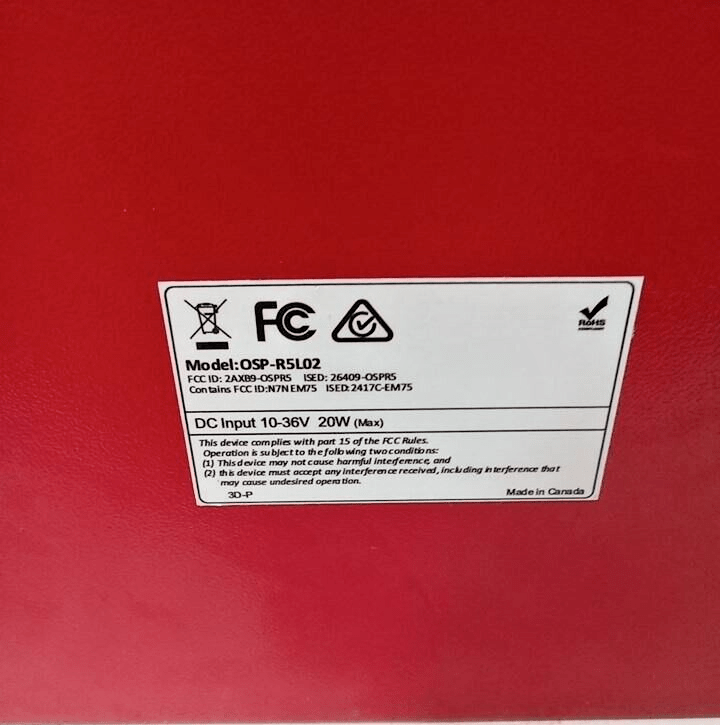 FC
RoHS
COMPLIANT
Model:OSP-R5L02
FCC ID: 2AXB9-OSPR5 ISED: 26409-OSPR5
Contains FCC ID:N7NEM75 ISED:2417C-EM75
DC Input 10-36V 20W (Max)
This device complies with part 15 of the FCC Rules.
Operation is subject to the following two conditions:
(1) This device may not cause harmful interference, and
(2) this device must accept any interference received, including interference that
may cause undesired operation.
3D-P Made in Canada